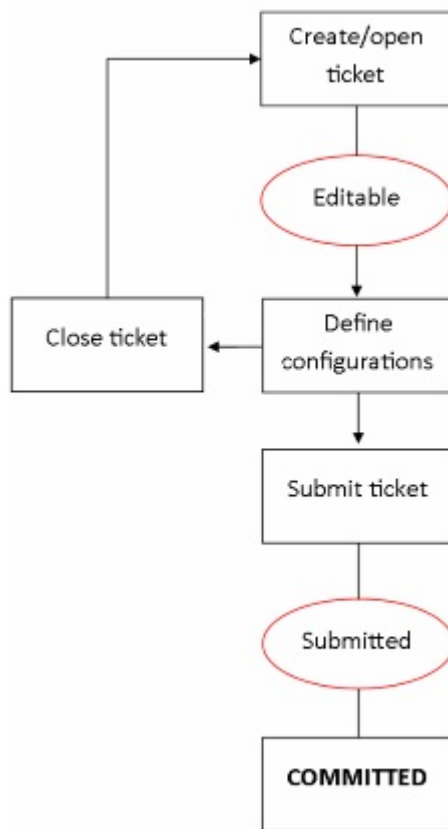 Create/open
ticket
Editable
Close ticket
Define
configurations
Submit ticket
Submitted
COMMITTED